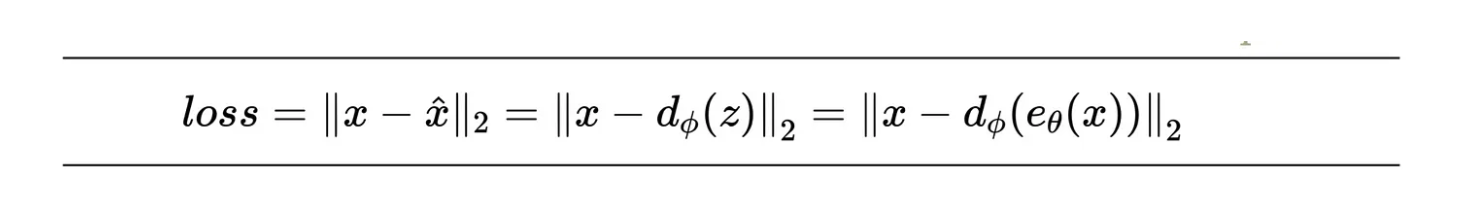 loss = ‖x − x̂‖₂ = ‖x − d_ϕ(z)‖₂ = ‖x − d_ϕ(e_θ(x))‖₂